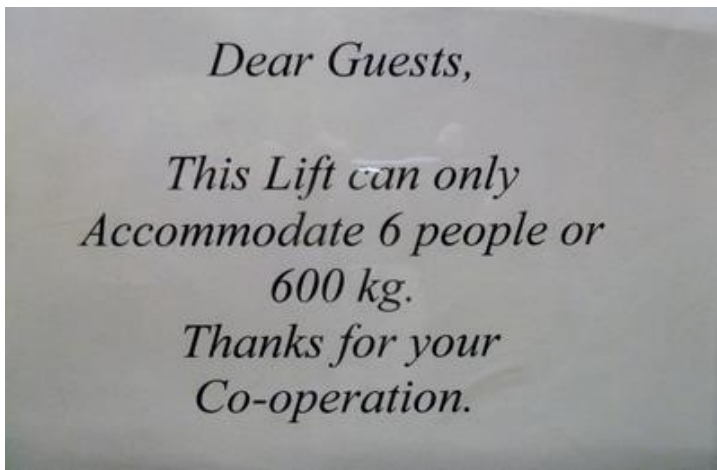 Dear Guests,
This Lift can only
Accommodate 6 people or
600 kg.
Thanks for your
Co-operation.